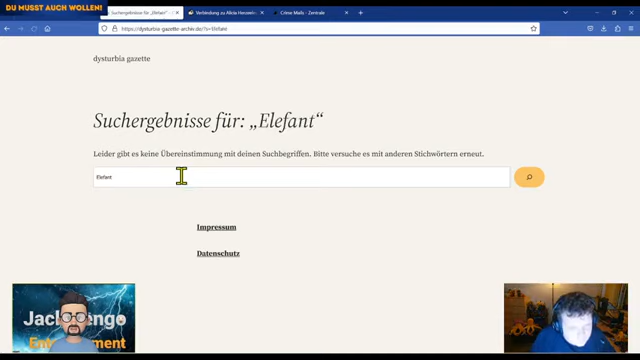 DU MUSST AUCH WOLLEN!
Suchergebnisse für „Elefant“ -
Verbindung zu Alicia
Crime Mails - Zentrale
https://dysturbia-gazette-archiv.de/?s=Elefant
dysturbia gazette
Suchergebnisse für: „Elefant“
Leider gibt es keine Übereinstimmung mit deinen Suchbegriffen. Bitte versuche es mit anderen Stichwörtern erneut.
Elefant
Impressum
Datenschutz